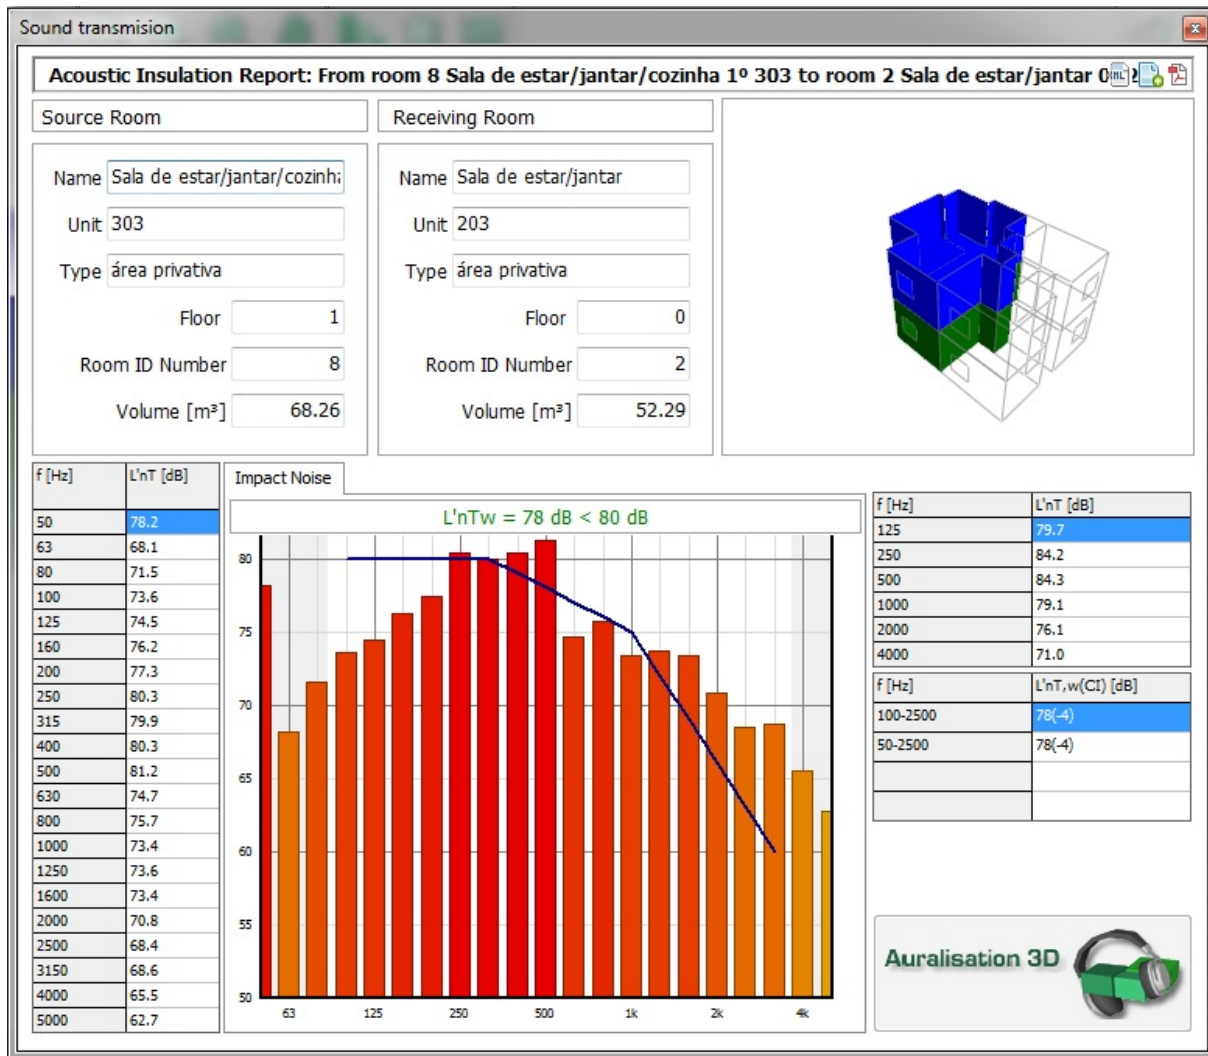 Sound transmision
Acoustic Insulation Report: From room 8 Sala de estar/jantar/cozinha 1º 303 to room 2 Sala de estar/jantar
Source Room
Receiving Room
Name Sala de estar/jantar/cozinha
Name Sala de estar/jantar
Unit 303
Unit 203
Type área privativa
Type área privativa
Floor 1
Floor 0
Room ID Number 8
Room ID Number 2
Volume [m³] 68.26
Volume [m³] 52.29
f [Hz] L'nT [dB]
50 78.2
63 68.1
80 71.5
100 73.6
125 74.5
160 76.2
200 77.3
250 80.3
315 79.9
400 80.3
500 81.2
630 74.7
800 75.7
1000 73.4
1250 73.6
1600 73.4
2000 70.8
2500 68.4
3150 68.6
4000 65.5
5000 62.7
Impact Noise
L'nTw = 78 dB < 80 dB
80
75
70
65
60
55
50
63 125 250 500 1k 2k 4k
f [Hz] L'nT [dB]
125 79.7
250 84.2
500 84.3
1000 79.1
2000 76.1
4000 71.0
f [Hz] L'nT,w(CI) [dB]
100-2500 78(-4)
50-2500 78(-4)
Auralisation 3D